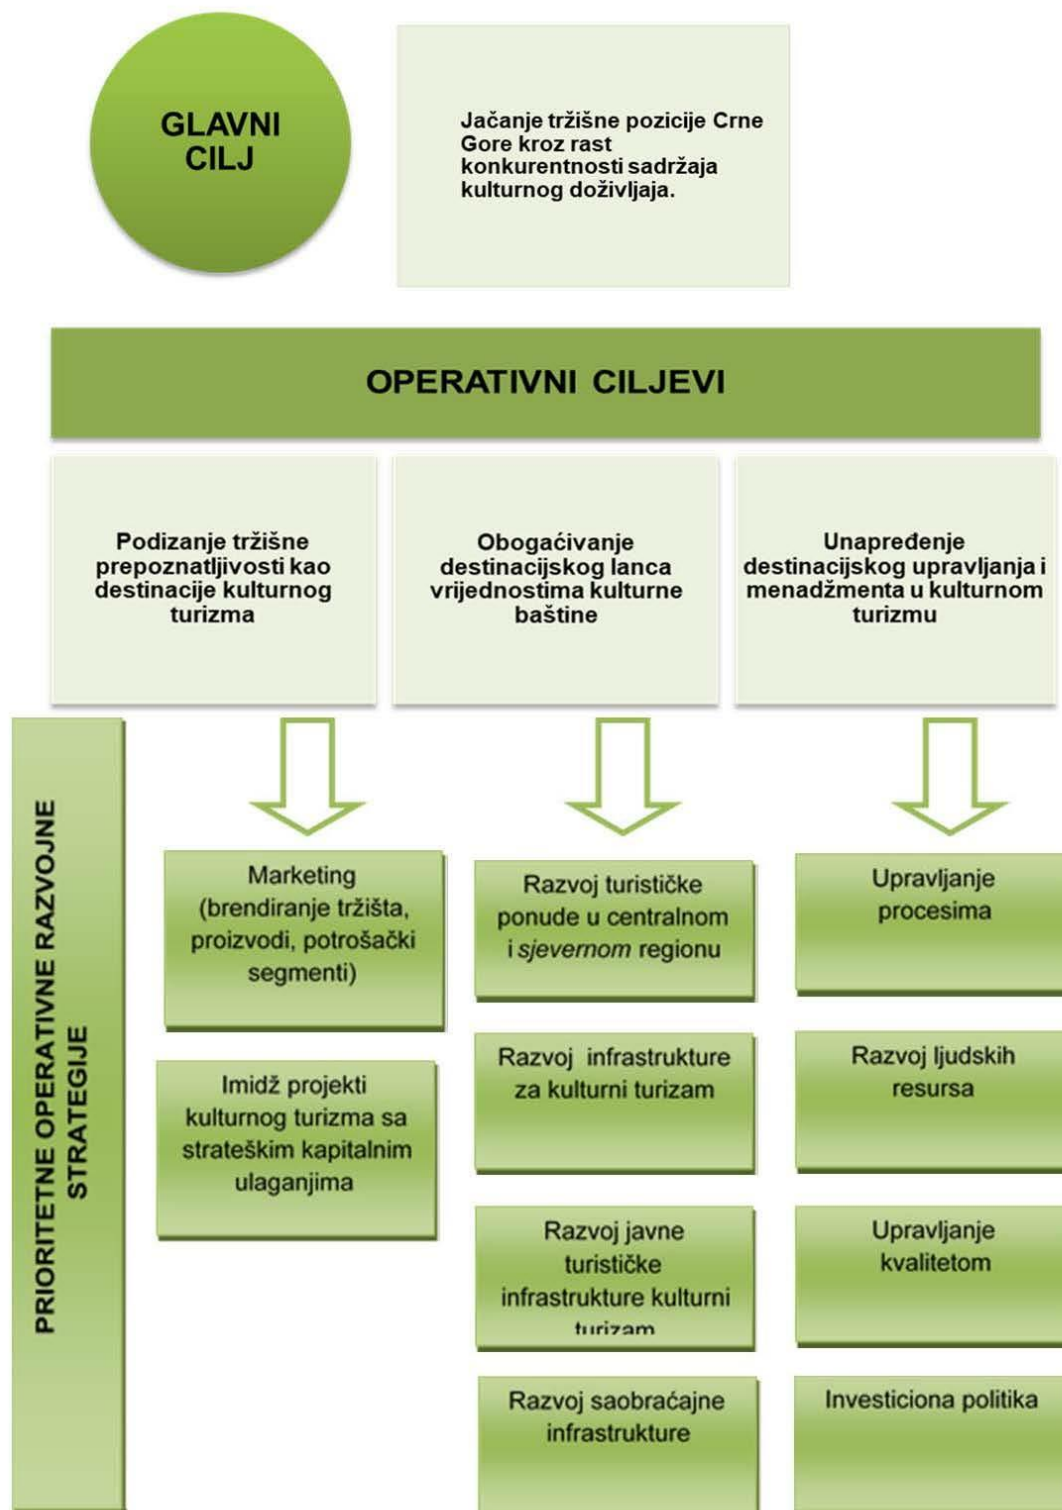 GLAVNI
CILJ
Jačanje tržišne pozicije Crne
Gore kroz rast
konkurentnosti sadržaja
kulturnog doživljaja.
OPERATIVNI CILJEVI
Podizanje tržišne
prepoznatljivosti kao
destinacije kulturnog
turizma
Obogaćivanje
destinacijskog lanca
vrijednostima kulturne
baštine
Unapređenje
destinacijskog upravljanja i
menadžmenta u kulturnom
turizmu
PRIORITETNE OPERATIVNE RAZVOJNE
STRATEGIJE
Marketing
(brendiranje tržišta,
proizvodi, potrošački
segmenti)
Imidž projekti
kulturnog turizma sa
strateškim kapitalnim
ulaganjima
Razvoj turističke
ponude u centralnom
i sjevernom regionu
Razvoj infrastrukture
za kulturni turizam
Razvoj javne
turističke
infrastrukture kulturni
turizam
Razvoj saobraćajne
infrastrukture
Upravljanje
procesima
Razvoj ljudskih
resursa
Upravljanje
kvalitetom
Investiciona politika